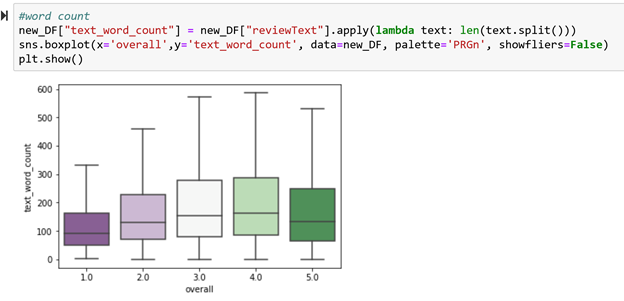 #word count
new_DF["text_word_count"] = new_DF["reviewText"].apply(lambda text: len(text.split()))
sns.boxplot(x='overall',y='text_word_count', data=new_DF, palette='PRGn', showfliers=False)
plt.show()
600
500
400
300
200
100
0
text_word_count
1.0 2.0 3.0 4.0 5.0
overall